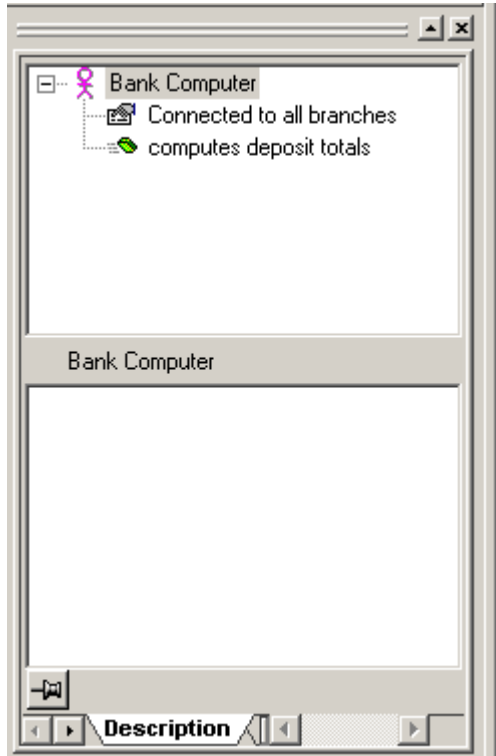 Bank Computer
Connected to all branches
computes deposit totals
Bank Computer
Description